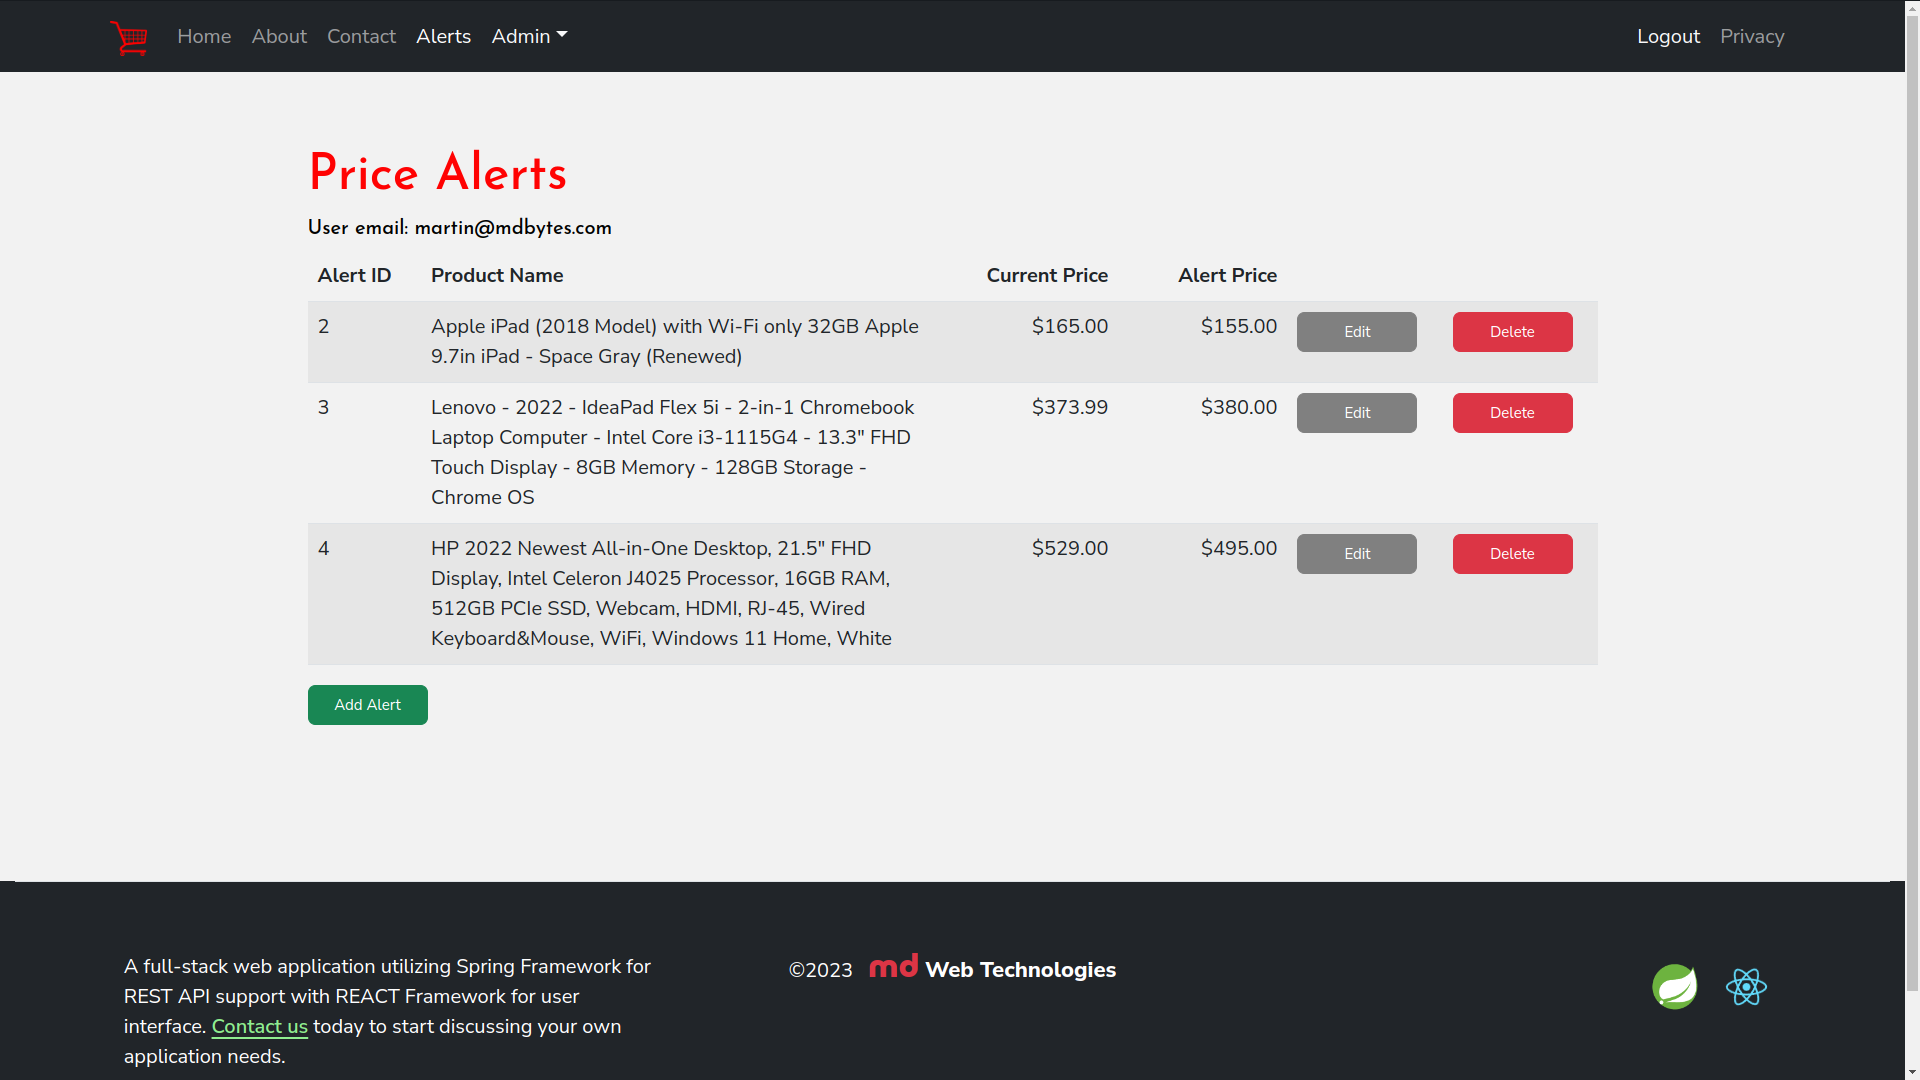 Home About Contact Alerts Admin Logout Privacy
Price Alerts
User email: martin@mdbytes.com
Alert ID Product Name Current Price Alert Price
2 Apple iPad (2018 Model) with Wi-Fi only 32GB Apple $165.00 $155.00 Edit Delete
9.7in iPad - Space Gray (Renewed)
3 Lenovo - 2022 - IdeaPad Flex 5i - 2-in-1 Chromebook $373.99 $380.00 Edit Delete
Laptop Computer - Intel Core i3-1115G4 - 13.3" FHD
Touch Display - 8GB Memory - 128GB Storage -
Chrome OS
4 HP 2022 Newest All-in-One Desktop, 21.5" FHD $529.00 $495.00 Edit Delete
Display, Intel Celeron J4025 Processor, 16GB RAM,
512GB PCIe SSD, Webcam, HDMI, RJ-45, Wired
Keyboard&Mouse, WiFi, Windows 11 Home, White
Add Alert
A full-stack web application utilizing Spring Framework for
REST API support with REACT Framework for user
interface. Contact us today to start discussing your own
application needs.
©2023 md Web Technologies